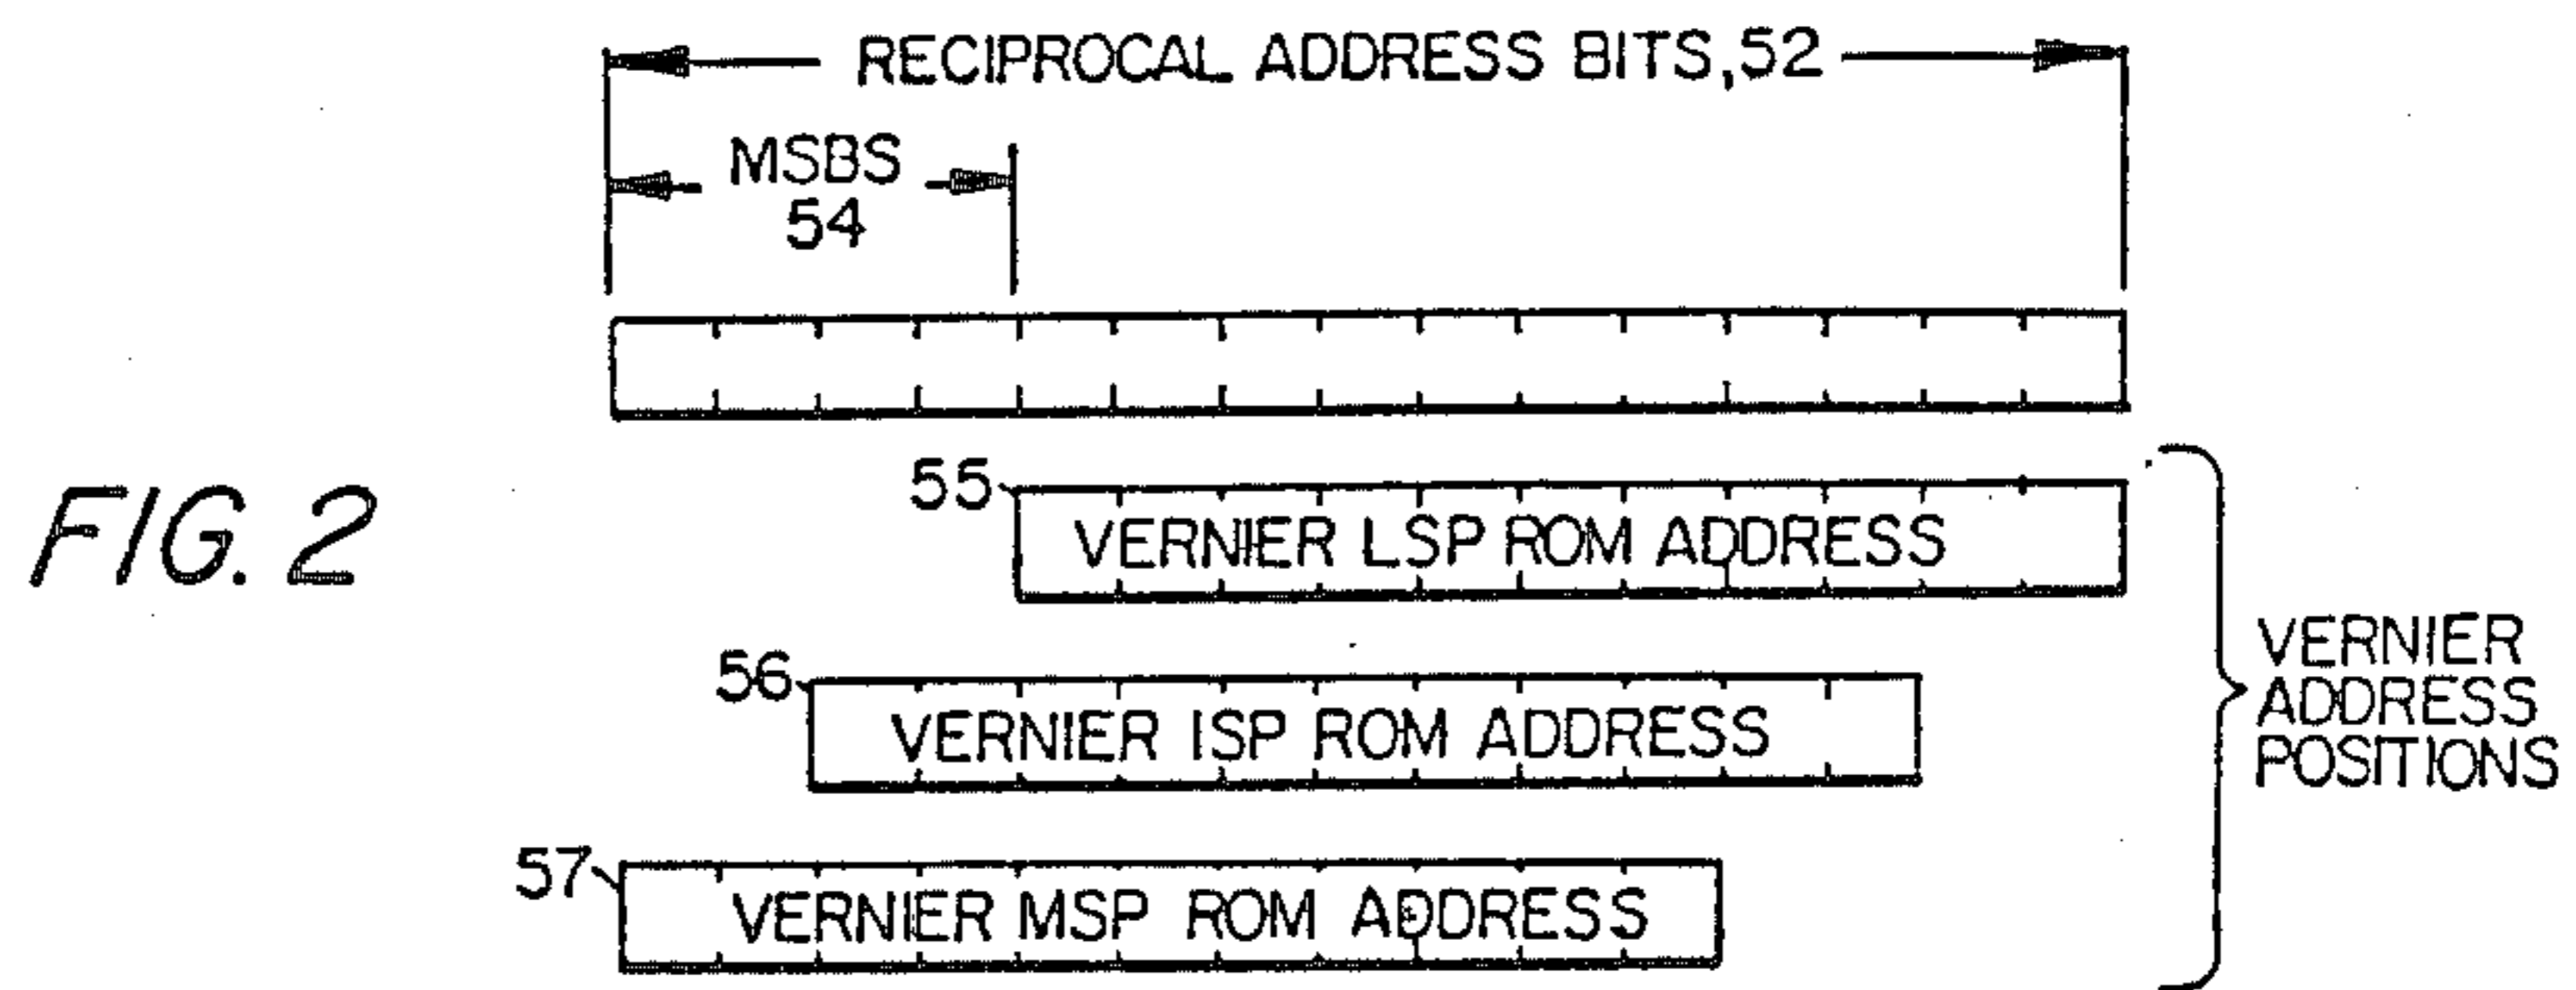 RECIPROCAL ADDRESS BITS,52
MSBS
54
55
VERNIER LSP ROM ADDRESS
FIG. 2
56
VERNIER ISP ROM ADDRESS
VERNIER
ADDRESS
POSITIONS
57
VERNIER MSP ROM ADDRESS